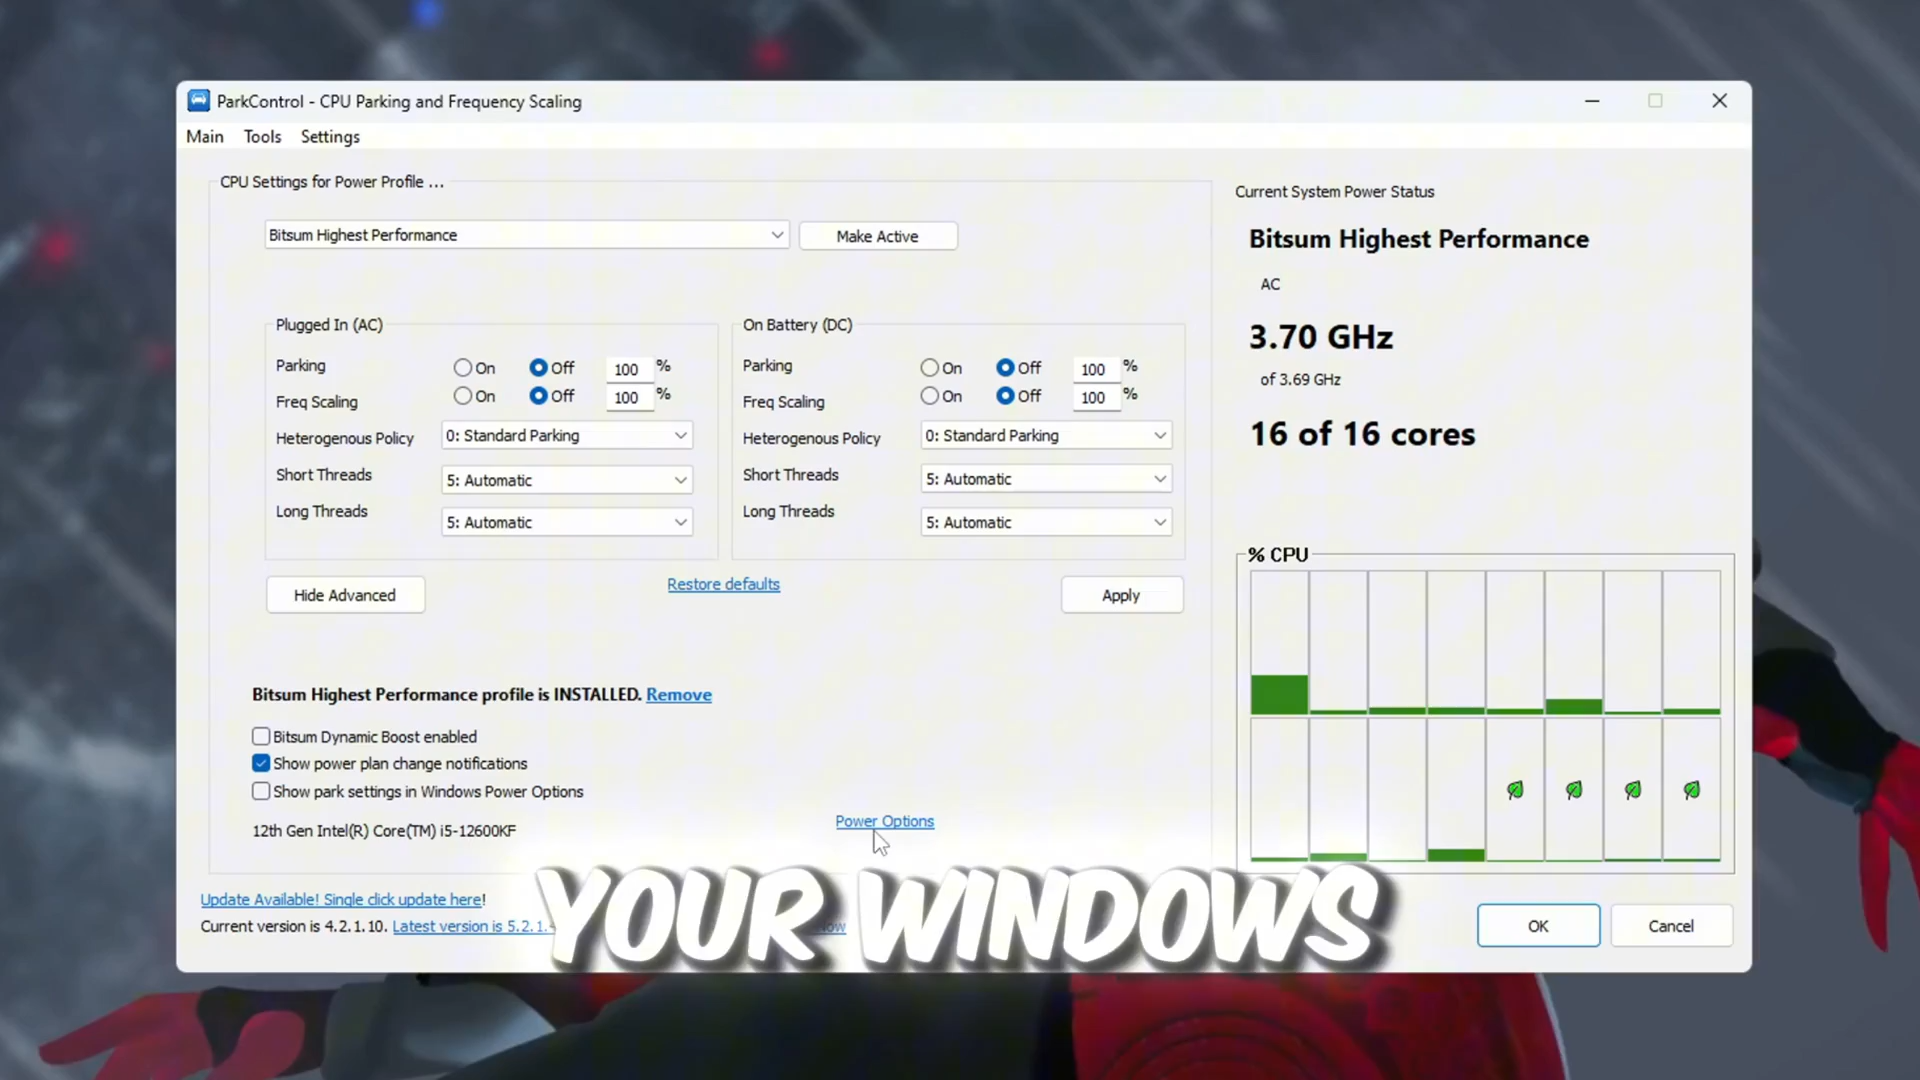 ParkControl - CPU Parking and Frequency Scaling
Main Tools Settings
CPU Settings for Power Profile ...
Bitsum Highest Performance
Make Active
Plugged In (AC)
Parking On Off 100 %
Freq Scaling On Off 100 %
Heterogenous Policy 0: Standard Parking
Short Threads 5: Automatic
Long Threads 5: Automatic
On Battery (DC)
Parking On Off 100 %
Freq Scaling On Off 100 %
Heterogenous Policy 0: Standard Parking
Short Threads 5: Automatic
Long Threads 5: Automatic
Hide Advanced
Restore defaults
Apply
Bitsum Highest Performance profile is INSTALLED. Remove
Bitsum Dynamic Boost enabled
Show power plan change notifications
Show park settings in Windows Power Options
12th Gen Intel(R) Core(TM) i5-12600KF
Power Options
Update Available! Single click update here!
Current version is 4.2.1.10. Latest version is
Current System Power Status
Bitsum Highest Performance
AC
3.70 GHz
of 3.69 GHz
16 of 16 cores
% CPU
OK
Cancel
YOUR WINDOWS